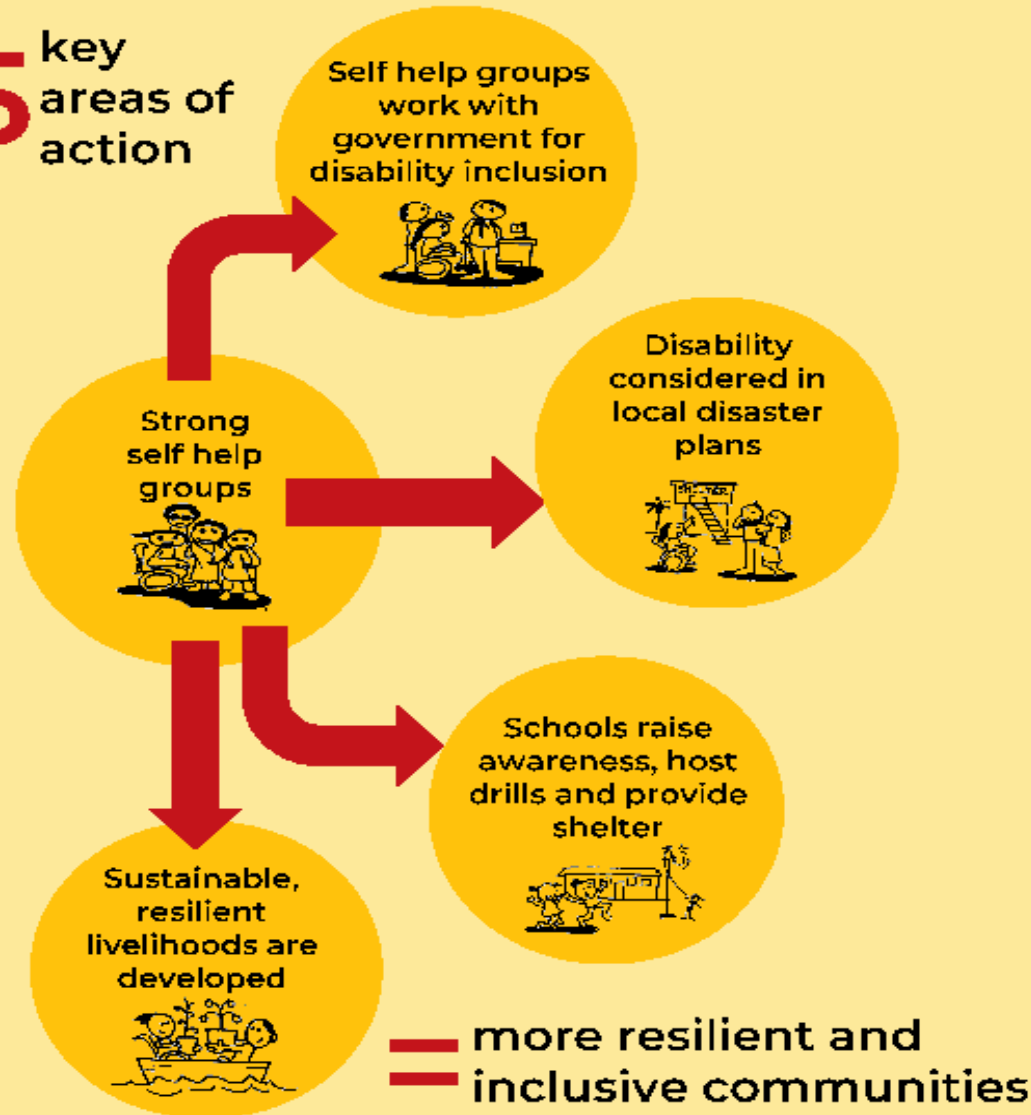 5 key
areas of
action
Self help groups
work with
government for
disability inclusion
Disability
considered in
local disaster
plans
Strong
self help
groups
Schools raise
awareness, host
drills and provide
shelter
Sustainable,
resilient
livelihoods are
developed
= more resilient and
inclusive communities